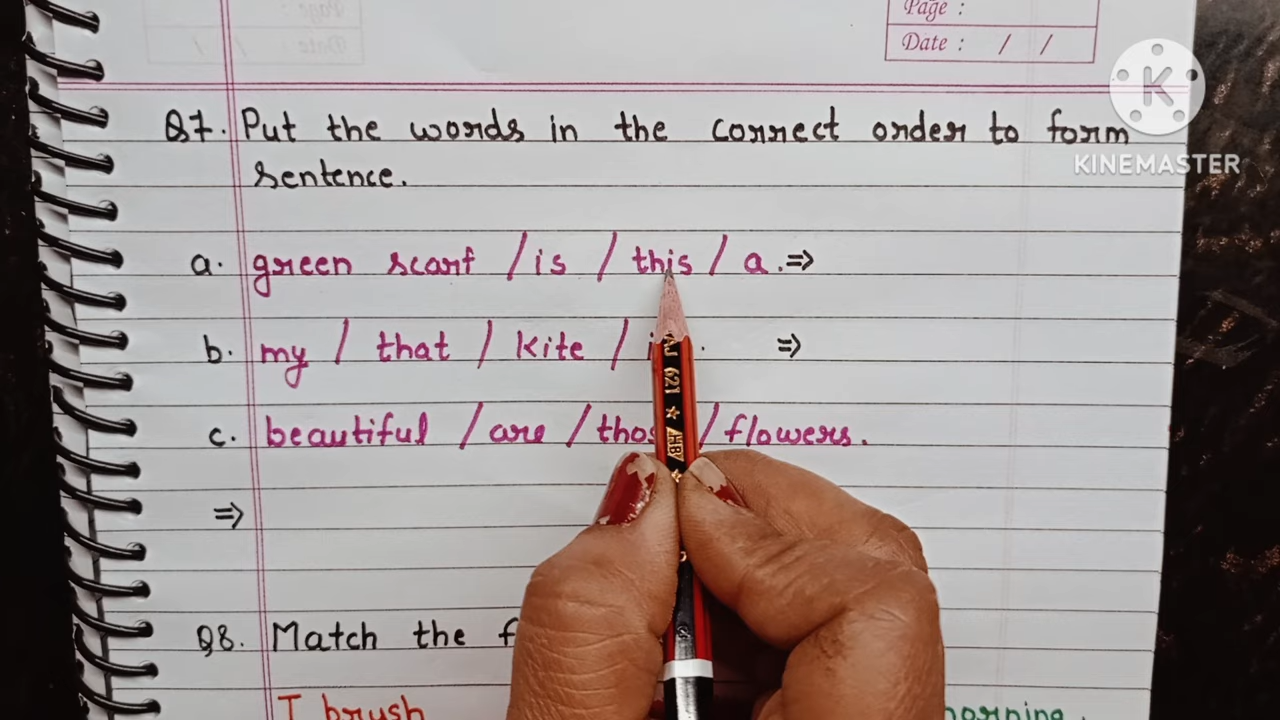 Page :
Date : / /
K
KINEMASTER
Q7. Put the words in the correct order to form
sentence.
a. green scarf / is / this / a. ⇒
b. my / that / kite / . ⇒
c. beautiful / are / / flowers.
⇒
Q8. Match the
I brush
621